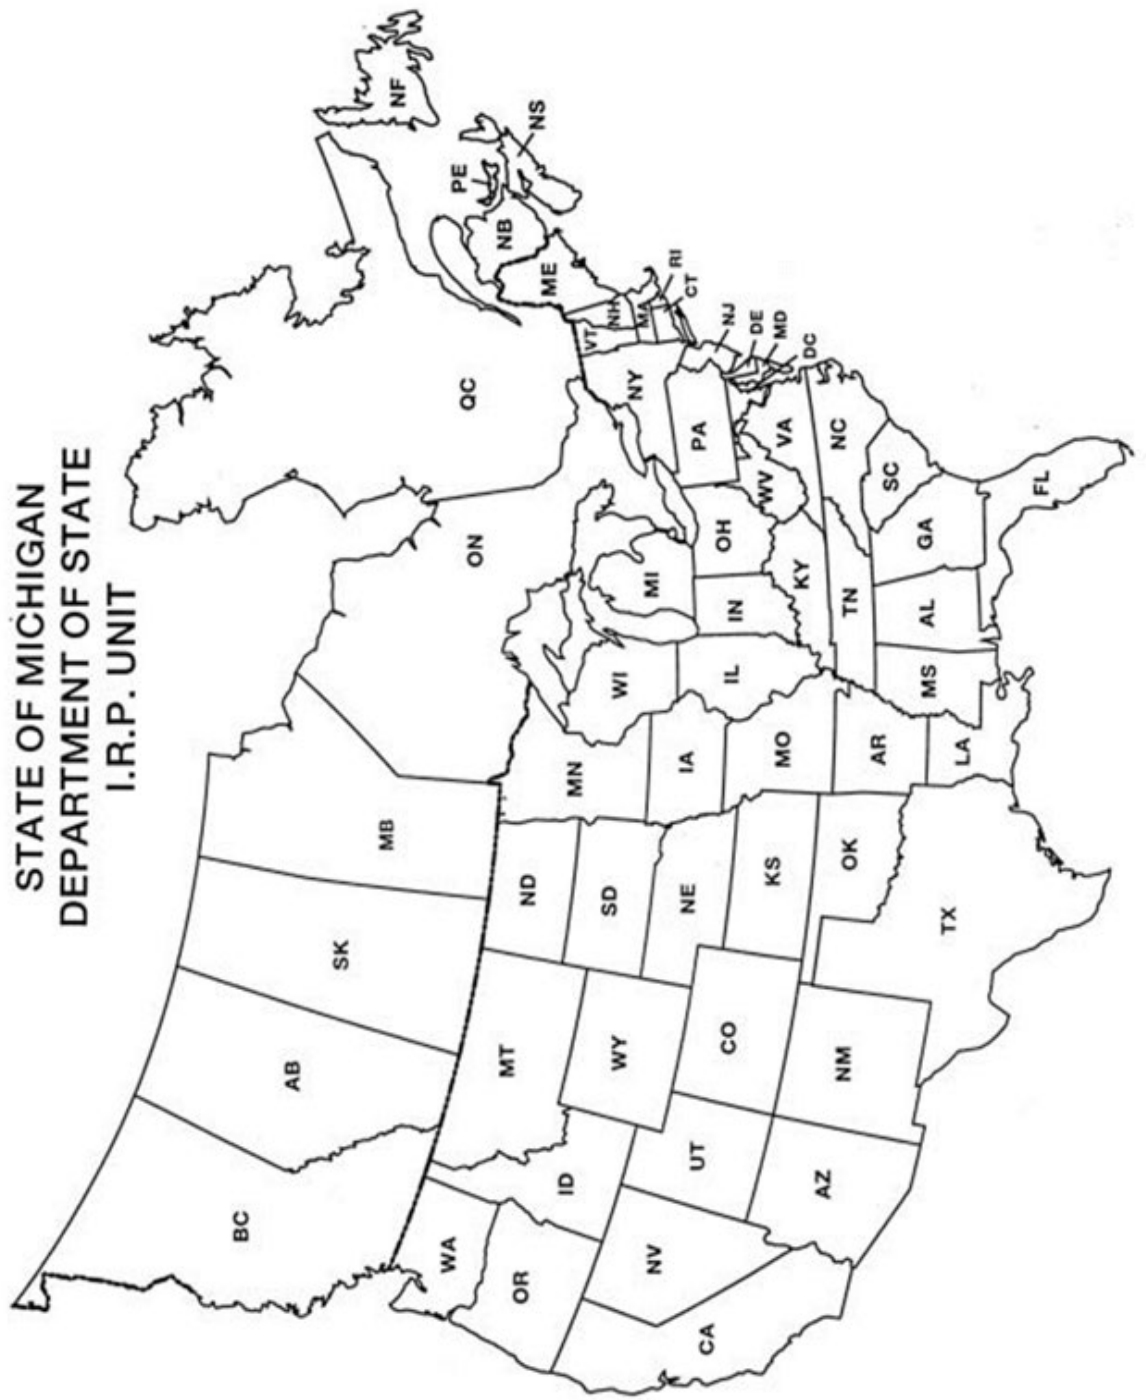 STATE OF MICHIGAN
DEPARTMENT OF STATE
I.R.P. UNIT
BC
AB
SK
MB
ON
QC
NF
PE
NS
NB
ME
WA
MT
ND
MN
WI
MI
NY
VT
NH
MA
RI
CT
OR
ID
WY
SD
IA
IL
IN
OH
PA
NJ
DE
MD
DC
NV
UT
CO
NE
KS
MO
KY
WV
VA
CA
AZ
NM
OK
AR
TN
NC
SC
TX
LA
MS
AL
GA
FL